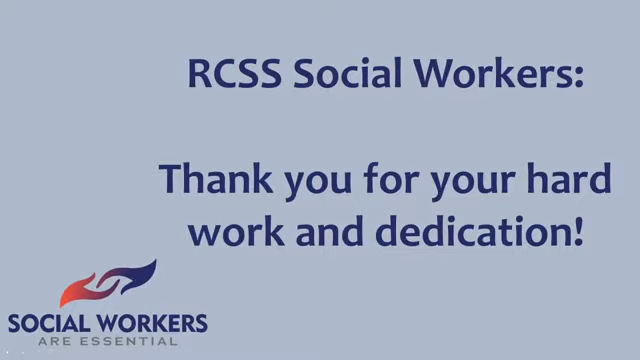 RCSS Social Workers:
Thank you for your hard
work and dedication!
SOCIAL WORKERS
ARE ESSENTIAL